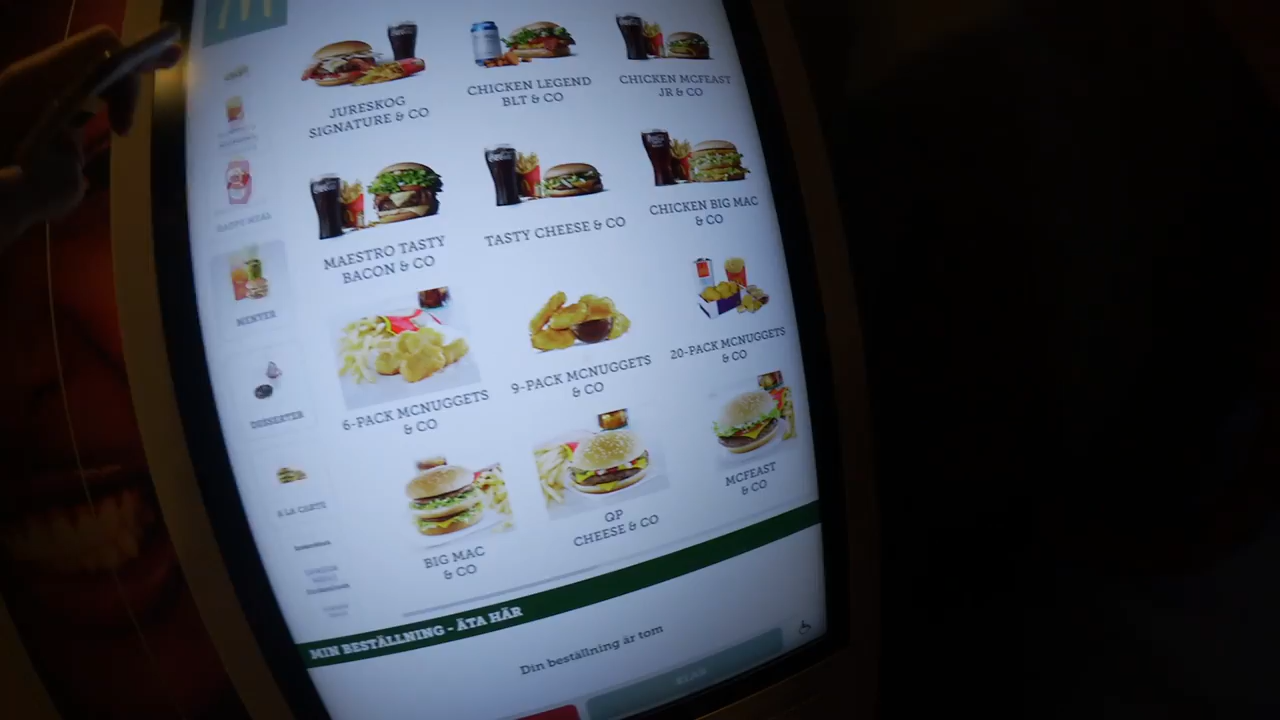 JURESKOG
SIGNATURE & CO
CHICKEN LEGEND
BLT & CO
CHICKEN MCFEAST
JR & CO
MAESTRO TASTY
BACON & CO
TASTY CHEESE & CO
CHICKEN BIG MAC
& CO
6-PACK MCNUGGETS
& CO
9-PACK MCNUGGETS
& CO
20-PACK MCNUGGETS
& CO
BIG MAC
& CO
QP
CHEESE & CO
MCFEAST
& CO
HAPPY MEAL
MENYER
DESSERTER
A LA CARTE
MIN BESTÄLLNING - ÄTA HÄR
Din beställning är tom
KLAR